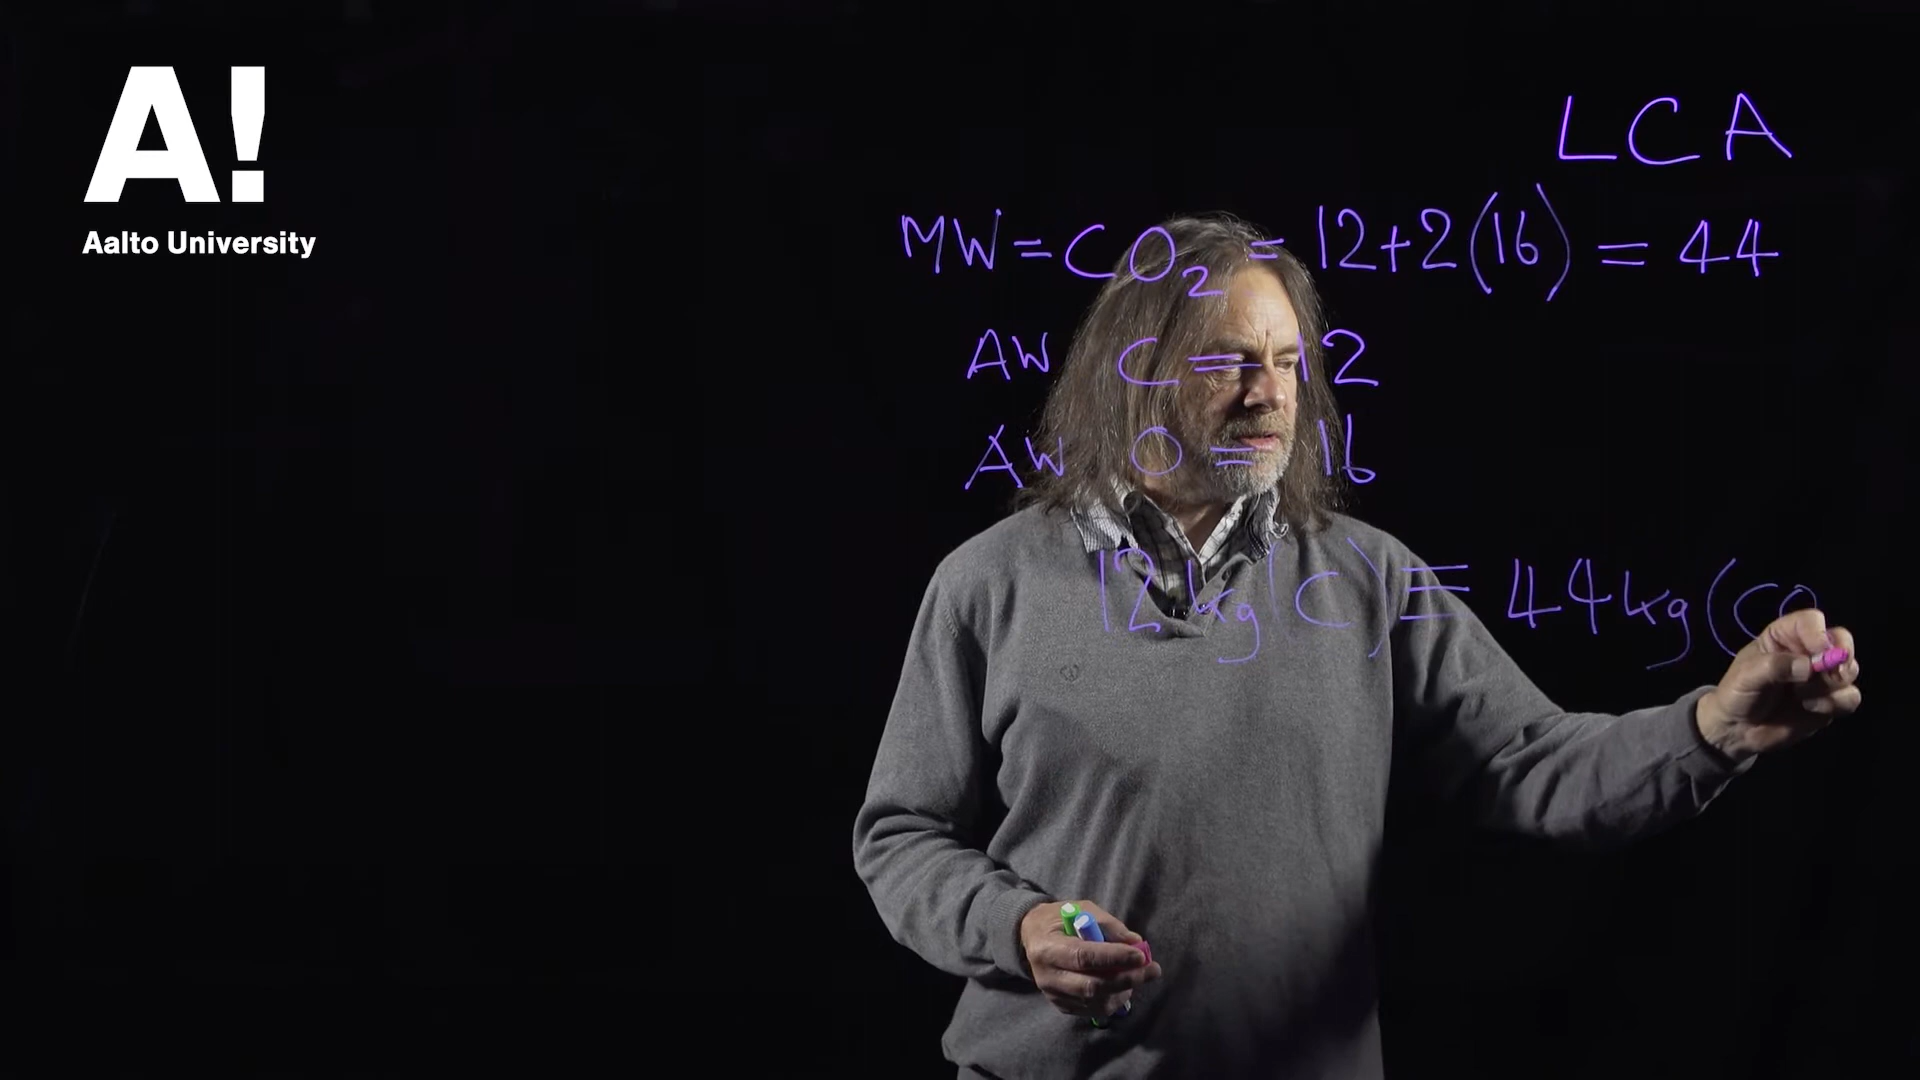 A!
Aalto University
LCA
MW = CO₂ = 12+2(16) = 44
AW C = 12
AW O = 16
12kg(C) ≡ 44kg(CO